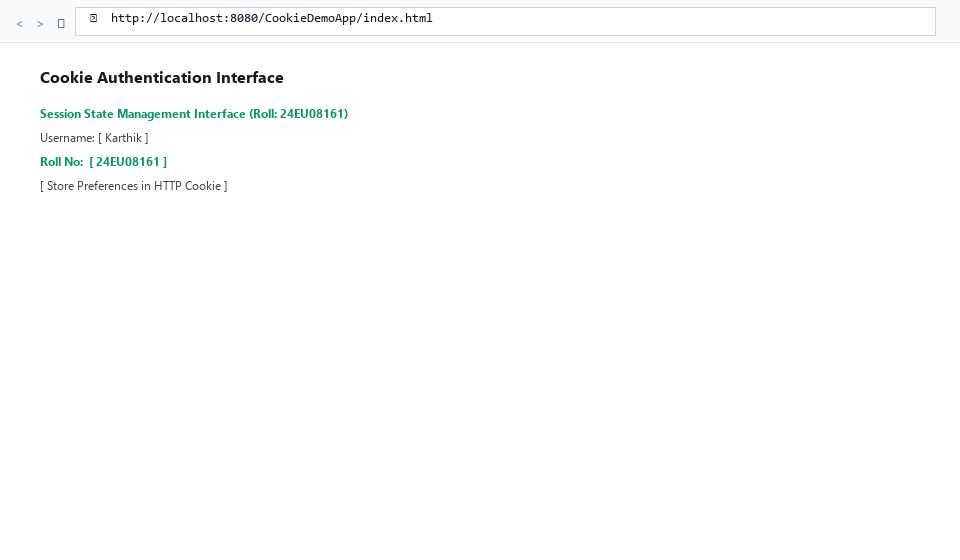 < >
http://localhost:8080/CookieDemoApp/index.html
Cookie Authentication Interface
Session State Management Interface (Roll: 24EU08161)
Username: [ Karthik ]
Roll No:  [ 24EU08161 ]
[ Store Preferences in HTTP Cookie ]